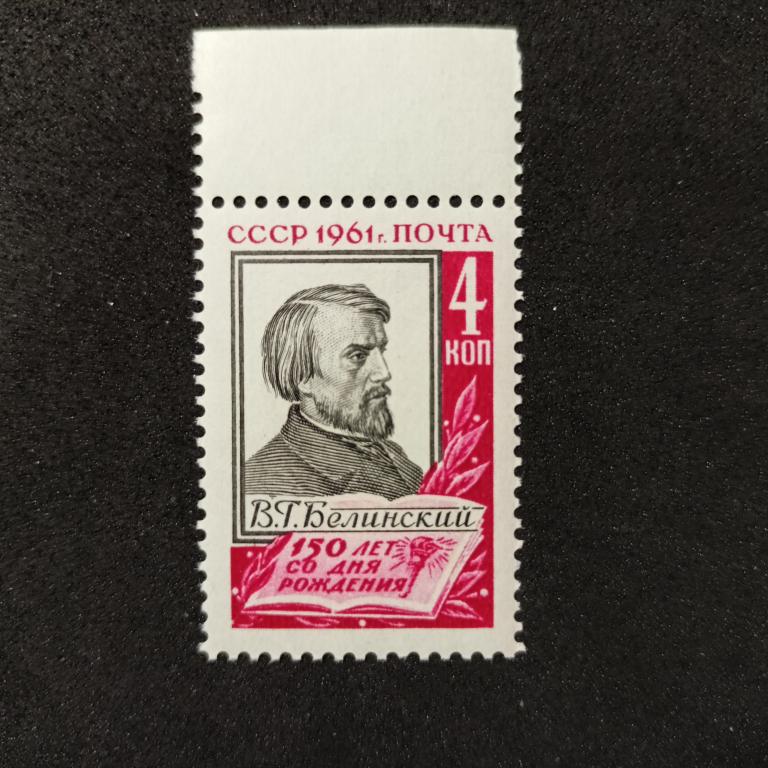 СССР 1961г. ПОЧТА
4
КОП
В.Г.Белинский
150 ЛЕТ
СО ДНЯ
РОЖДЕНИЯ